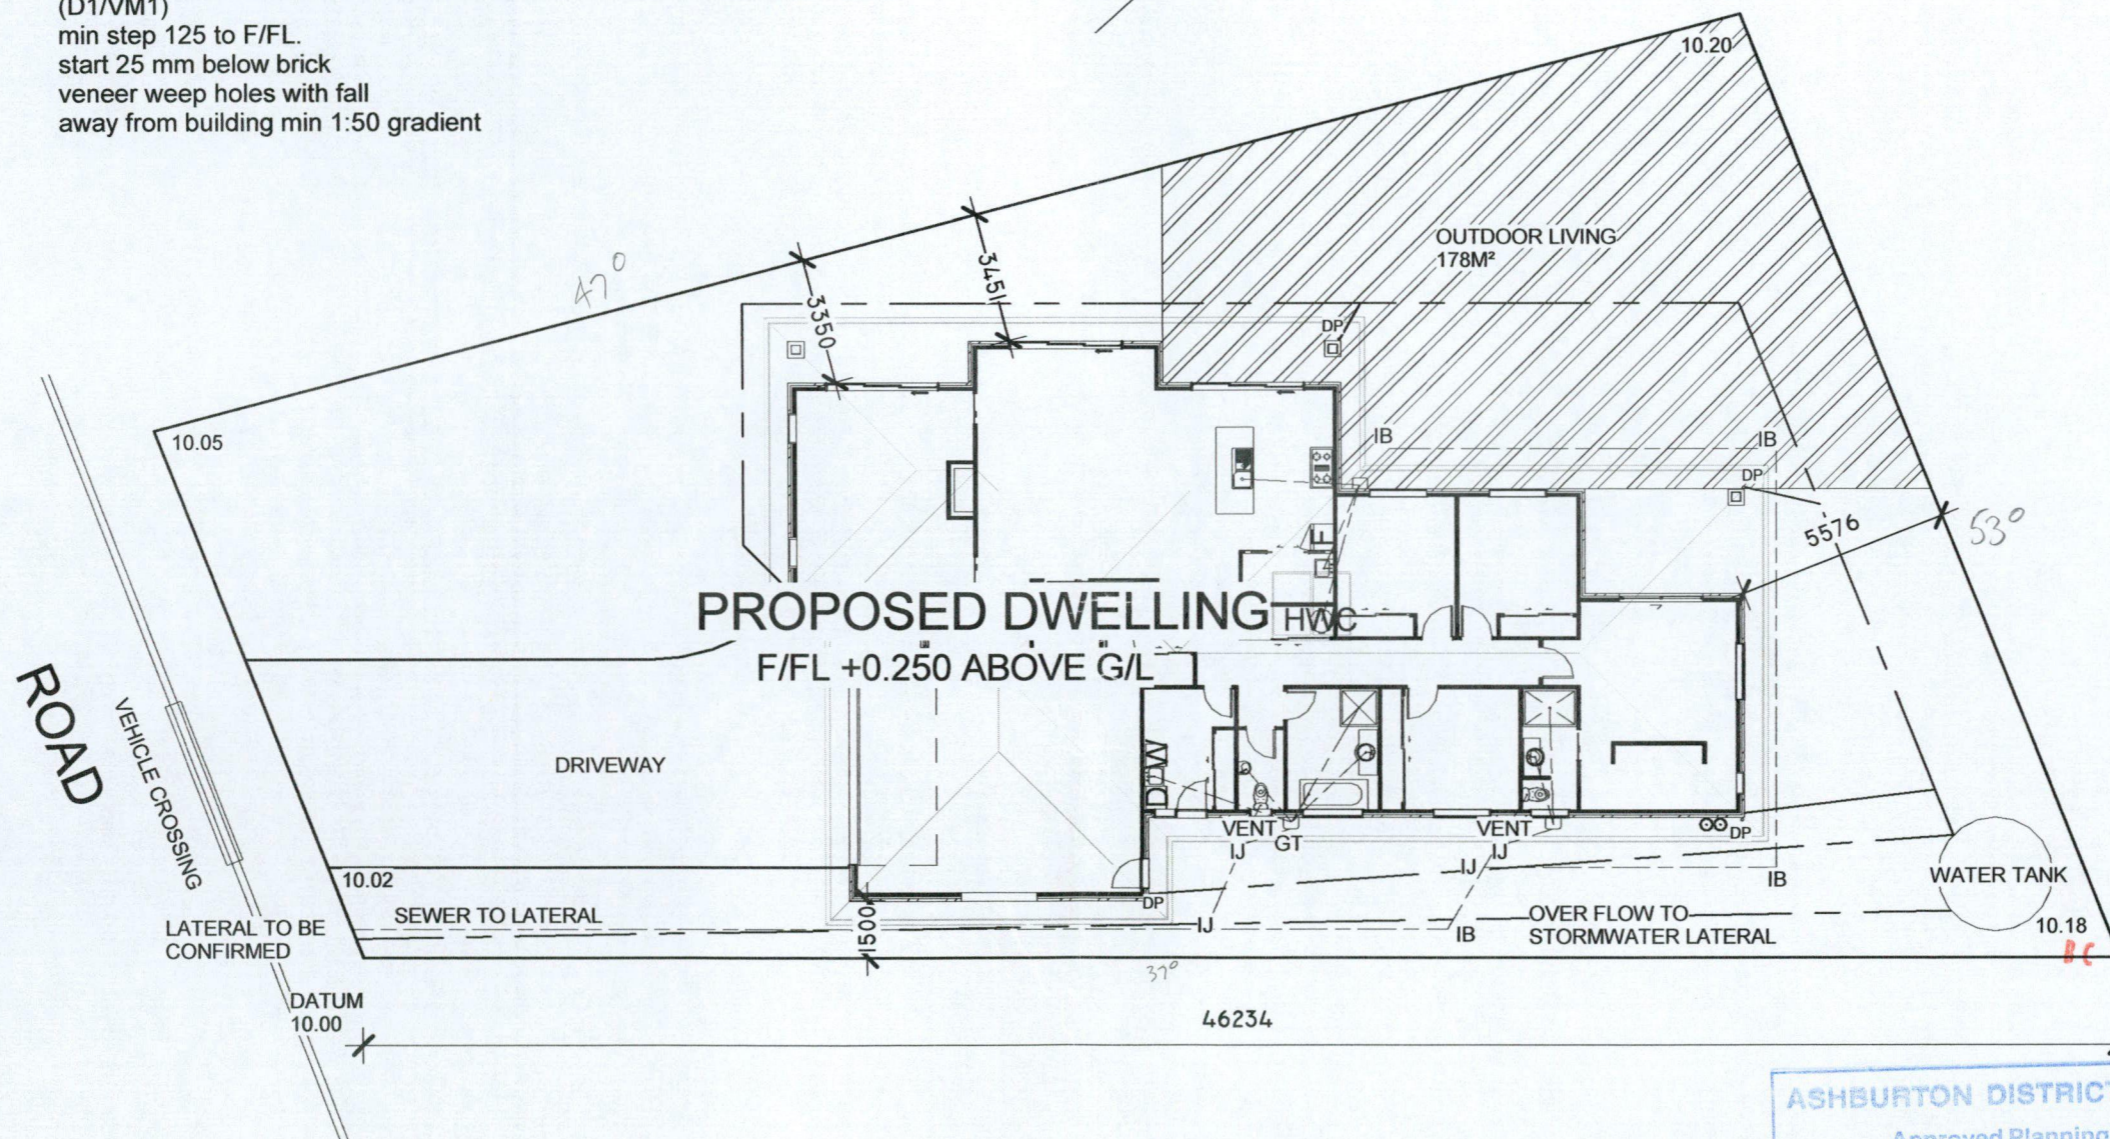 (D1/VM1)
min step 125 to F/FL.
start 25 mm below brick
veneer weep holes with fall
away from building min 1:50 gradient
10.20
OUTDOOR LIVING
178M²
47°
3451
3350
DP
10.05
IB
IB
DP
5576
53°
PROPOSED DWELLING
HWC
F/FL +0.250 ABOVE G/L
ROAD
VEHICLE CROSSING
DRIVEWAY
W
D
VENT
IJ
GT
VENT
IJ
DP
IJ
IB
WATER TANK
10.02
SEWER TO LATERAL
1500
DP
IJ
IB
OVER FLOW TO
STORMWATER LATERAL
10.18
BC
LATERAL TO BE
CONFIRMED
37°
DATUM
10.00
46234
ASHBURTON DISTRICT
Approved Planning